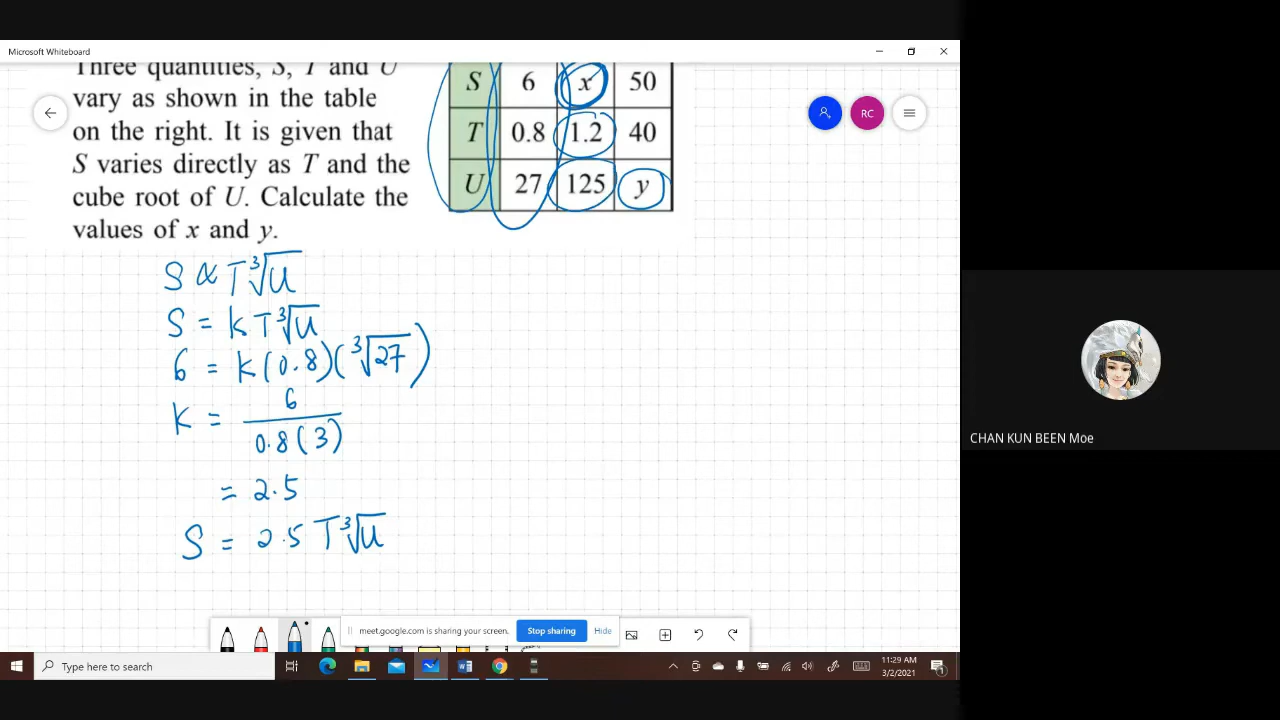 Microsoft Whiteboard
Three quantities, S, T and U
vary as shown in the table
on the right. It is given that
S varies directly as T and the
cube root of U. Calculate the
values of x and y.
S 6 x 50
T 0.8 1.2 40
U 27 125 y
RC
S ∝ T∛U
S = kT∛U
6 = k(0.8)(∛27)
k = 6
0.8(3)
= 2.5
S = 2.5 T∛U
CHAN KUN BEEN Moe
meet.google.com is sharing your screen.
Stop sharing
Hide
Type here to search
11:29 AM
3/2/2021
1